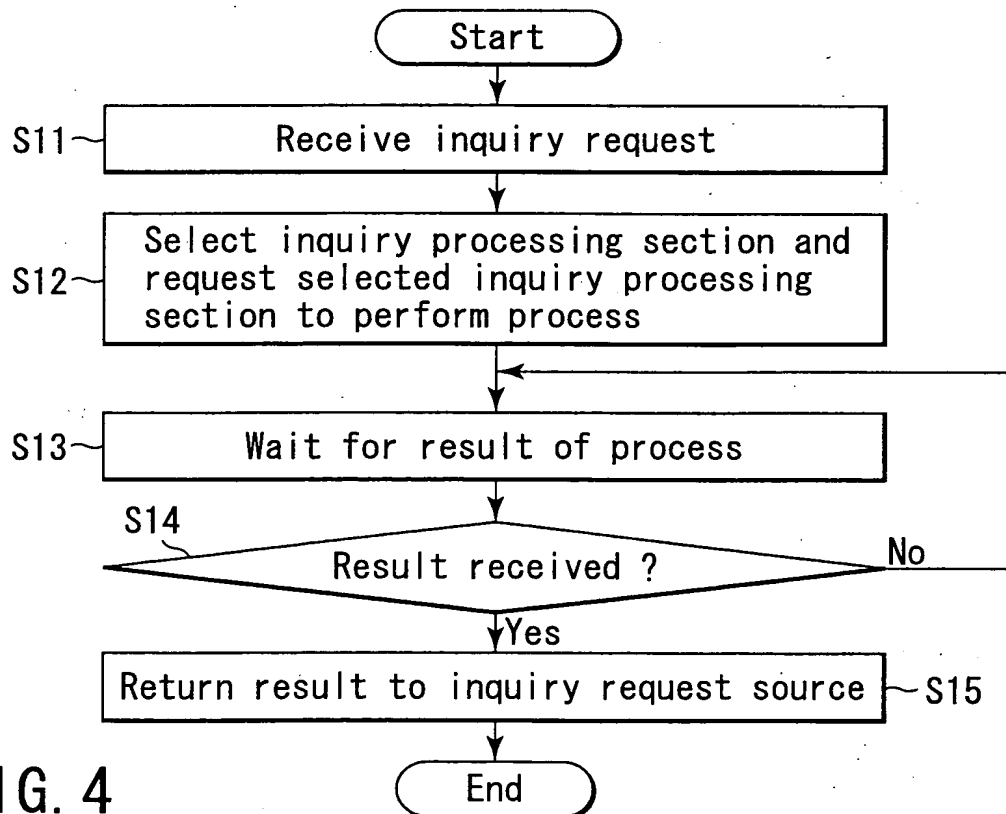 Start
S11
Receive inquiry request
S12
Select inquiry processing section and
request selected inquiry processing
section to perform process
S13
Wait for result of process
S14
Result received ?
No
Yes
Return result to inquiry request source
S15
End
IG. 4